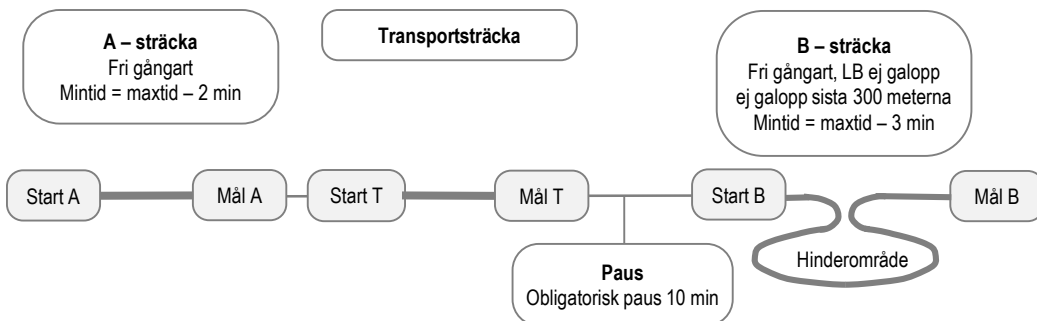 A – sträcka
Fri gångart
Mintid = maxtid – 2 min
Transportsträcka
B – sträcka
Fri gångart, LB ej galopp
ej galopp sista 300 meterna
Mintid = maxtid – 3 min
Start A
Mål A
Start T
Mål T
Start B
Mål B
Hinderområde
Paus
Obligatorisk paus 10 min